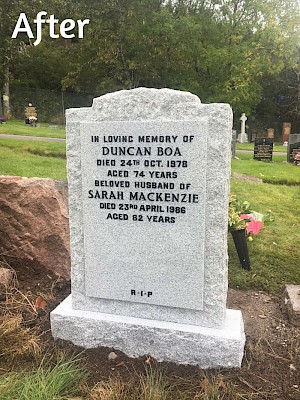 After
IN LOVING MEMORY OF
DUNCAN BOA
DIED 24TH OCT. 1978
AGED 74 YEARS
BELOVED HUSBAND OF
SARAH MACKENZIE
DIED 23RD APRIL 1986
AGED 82 YEARS
R-I-P